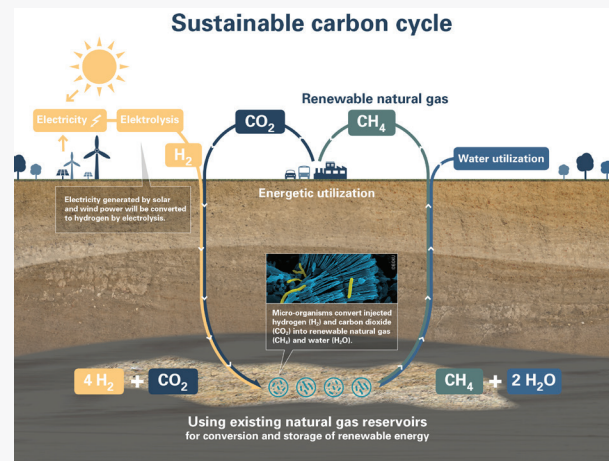 Sustainable carbon cycle
Renewable natural gas
Electricity
Elektrolysis
CO2
CH4
H2
Water utilization
Energetic utilization
Electricity generated by solar
and wind power will be converted
to hydrogen by electrolysis.
Micro-organisms convert injected
hydrogen (H2) and carbon dioxide
(CO2) into renewable natural gas
(CH4) and water (H2O).
4 H2 + CO2
CH4 + 2 H2O
Using existing natural gas reservoirs
for conversion and storage of renewable energy